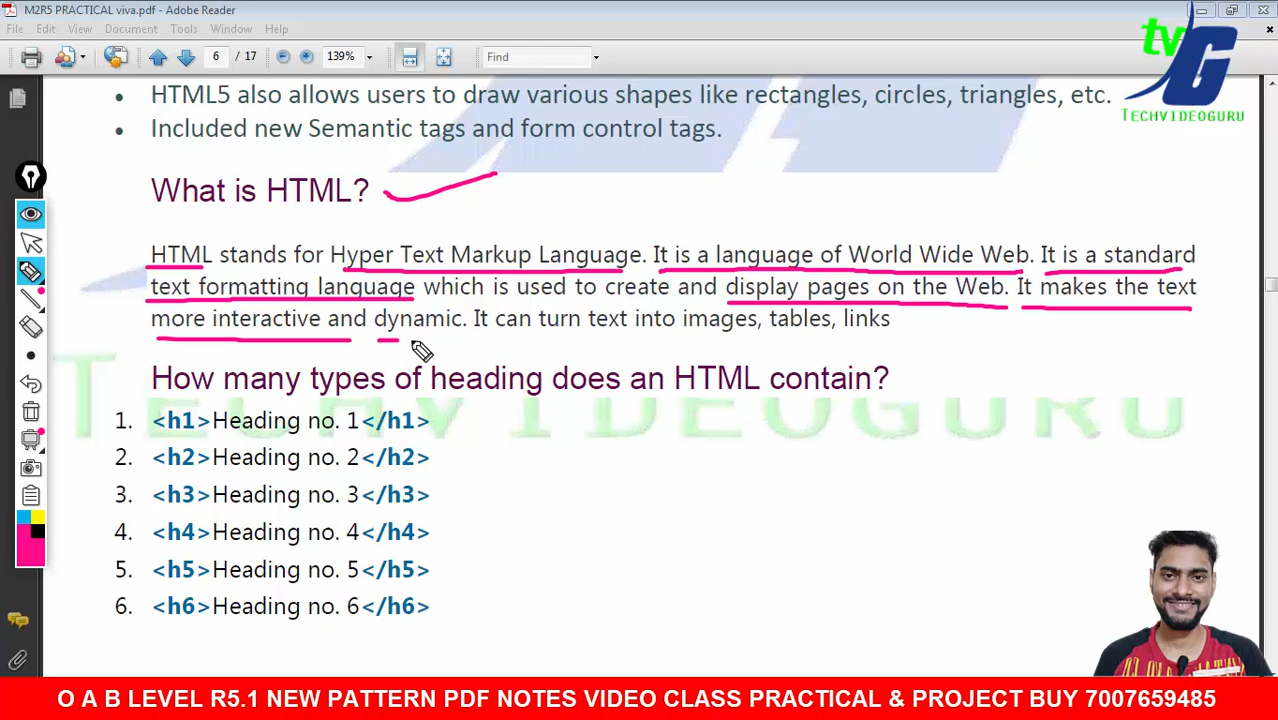 M2R5 PRACTICAL viva.pdf - Adobe Reader
File Edit View Document Tools Window Help
6 / 17 139% Find
tv G
TECHVIDEOGURU
• HTML5 also allows users to draw various shapes like rectangles, circles, triangles, etc.
• Included new Semantic tags and form control tags.
What is HTML?
HTML stands for Hyper Text Markup Language. It is a language of World Wide Web. It is a standard
text formatting language which is used to create and display pages on the Web. It makes the text
more interactive and dynamic. It can turn text into images, tables, links
How many types of heading does an HTML contain?
TECHVIDEOGURU
1. <h1>Heading no. 1</h1>
2. <h2>Heading no. 2</h2>
3. <h3>Heading no. 3</h3>
4. <h4>Heading no. 4</h4>
5. <h5>Heading no. 5</h5>
6. <h6>Heading no. 6</h6>
O A B LEVEL R5.1 NEW PATTERN PDF NOTES VIDEO CLASS PRACTICAL & PROJECT BUY 7007659485